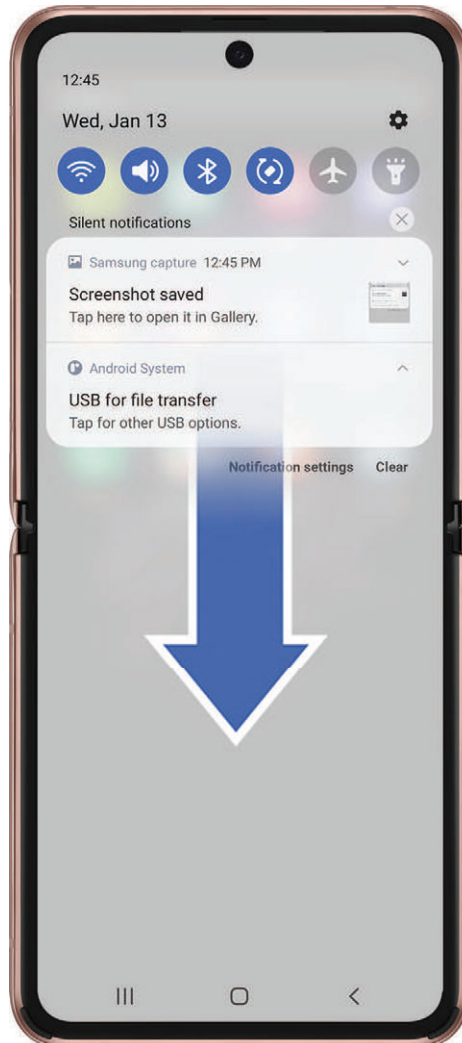 12:45
Wed, Jan 13
Silent notifications
Samsung capture 12:45 PM
Screenshot saved
Tap here to open it in Gallery.
Android System
USB for file transfer
Tap for other USB options.
Notification settings Clear